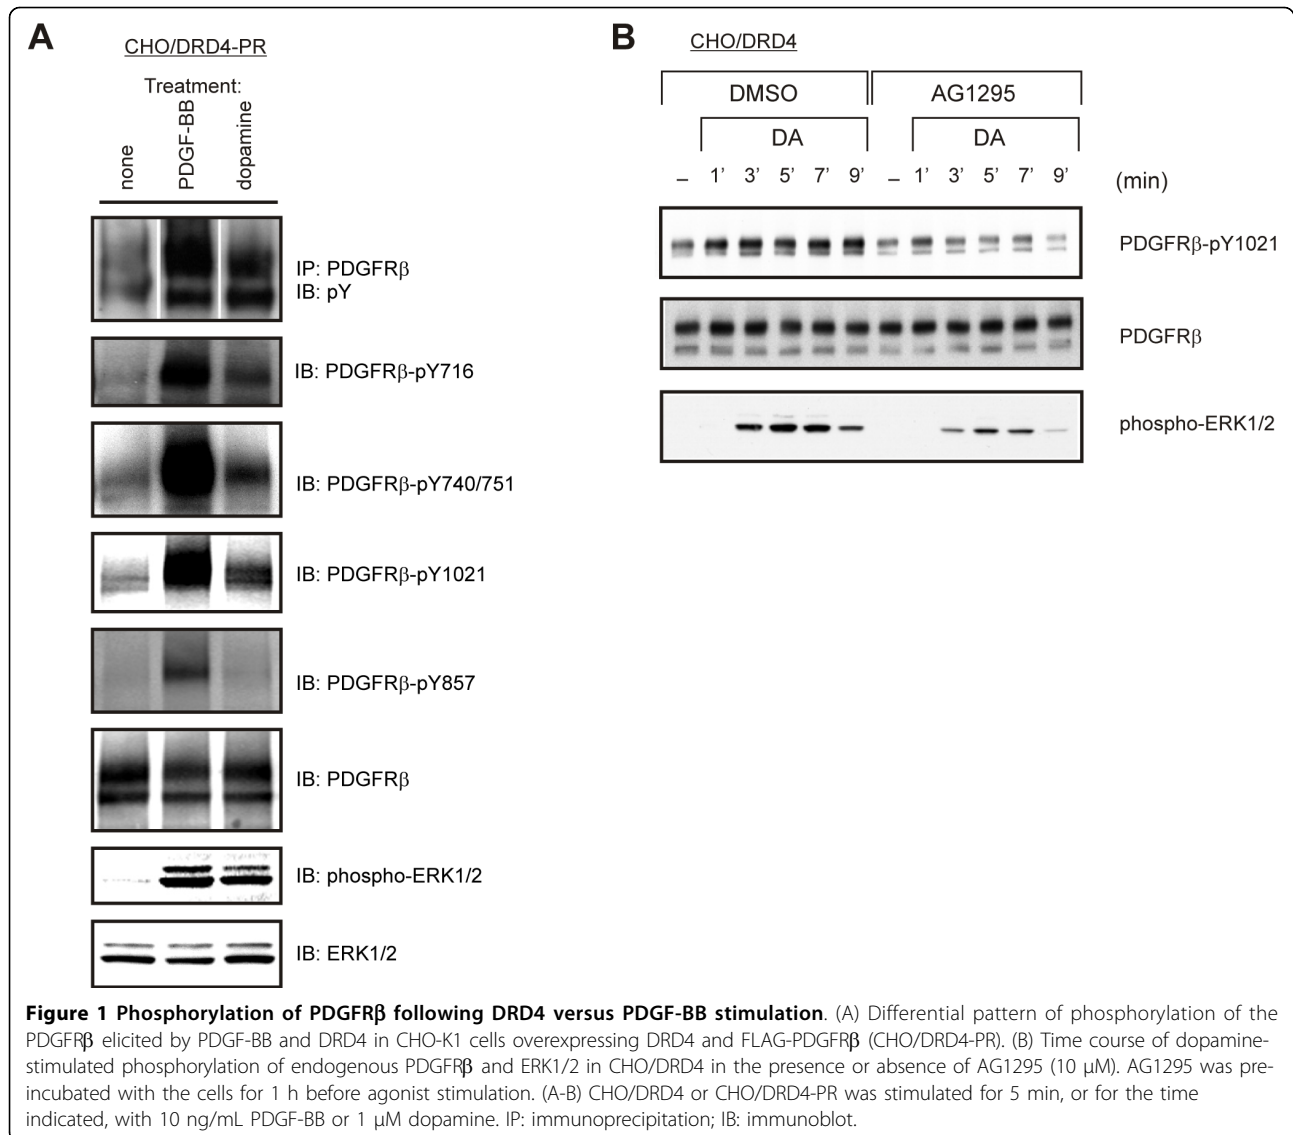 A
CHO/DRD4-PR
Treatment:
none
PDGF-BB
dopamine
IP: PDGFRβ
IB: pY
IB: PDGFRβ-pY716
IB: PDGFRβ-pY740/751
IB: PDGFRβ-pY1021
IB: PDGFRβ-pY857
IB: PDGFRβ
IB: phospho-ERK1/2
IB: ERK1/2
B
CHO/DRD4
DMSO AG1295
DA DA
– 1’ 3’ 5’ 7’ 9’ – 1’ 3’ 5’ 7’ 9’ (min)
PDGFRβ-pY1021
PDGFRβ
phospho-ERK1/2
Figure 1 Phosphorylation of PDGFRβ following DRD4 versus PDGF-BB stimulation. (A) Differential pattern of phosphorylation of the
PDGFRβ elicited by PDGF-BB and DRD4 in CHO-K1 cells overexpressing DRD4 and FLAG-PDGFRβ (CHO/DRD4-PR). (B) Time course of dopamine-
stimulated phosphorylation of endogenous PDGFRβ and ERK1/2 in CHO/DRD4 in the presence or absence of AG1295 (10 μM). AG1295 was pre-
incubated with the cells for 1 h before agonist stimulation. (A-B) CHO/DRD4 or CHO/DRD4-PR was stimulated for 5 min, or for the time
indicated, with 10 ng/mL PDGF-BB or 1 μM dopamine. IP: immunoprecipitation; IB: immunoblot.